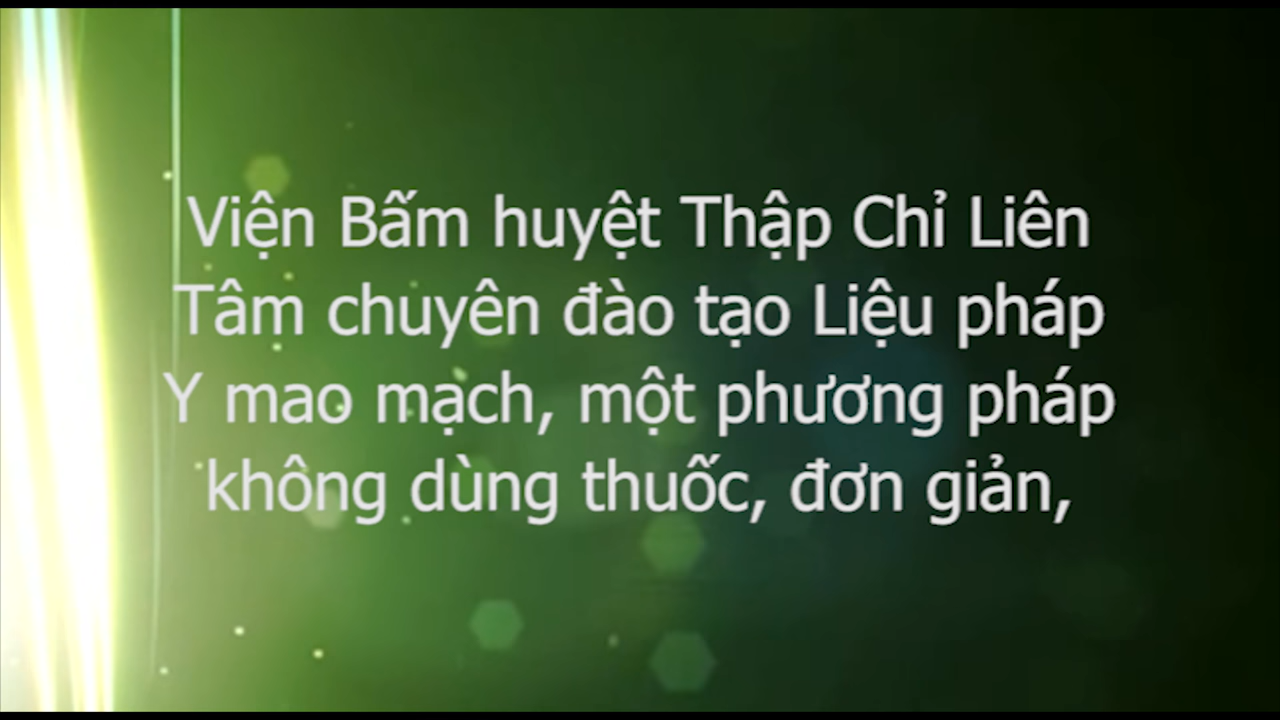 Viện Bấm huyệt Thập Chỉ Liên
Tâm chuyên đào tạo Liệu pháp
Y mao mạch, một phương pháp
không dùng thuốc, đơn giản,